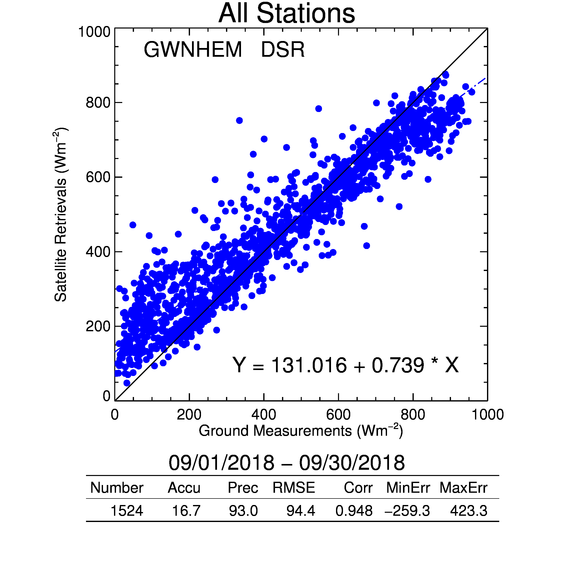 All Stations
GWNHEM DSR
1000
800
600
400
200
0
Satellite Retrievals (Wm⁻²)
Y = 131.016 + 0.739 * X
0 200 400 600 800 1000
Ground Measurements (Wm⁻²)
09/01/2018 − 09/30/2018
Number Accu Prec RMSE Corr MinErr MaxErr
1524 16.7 93.0 94.4 0.948 −259.3 423.3